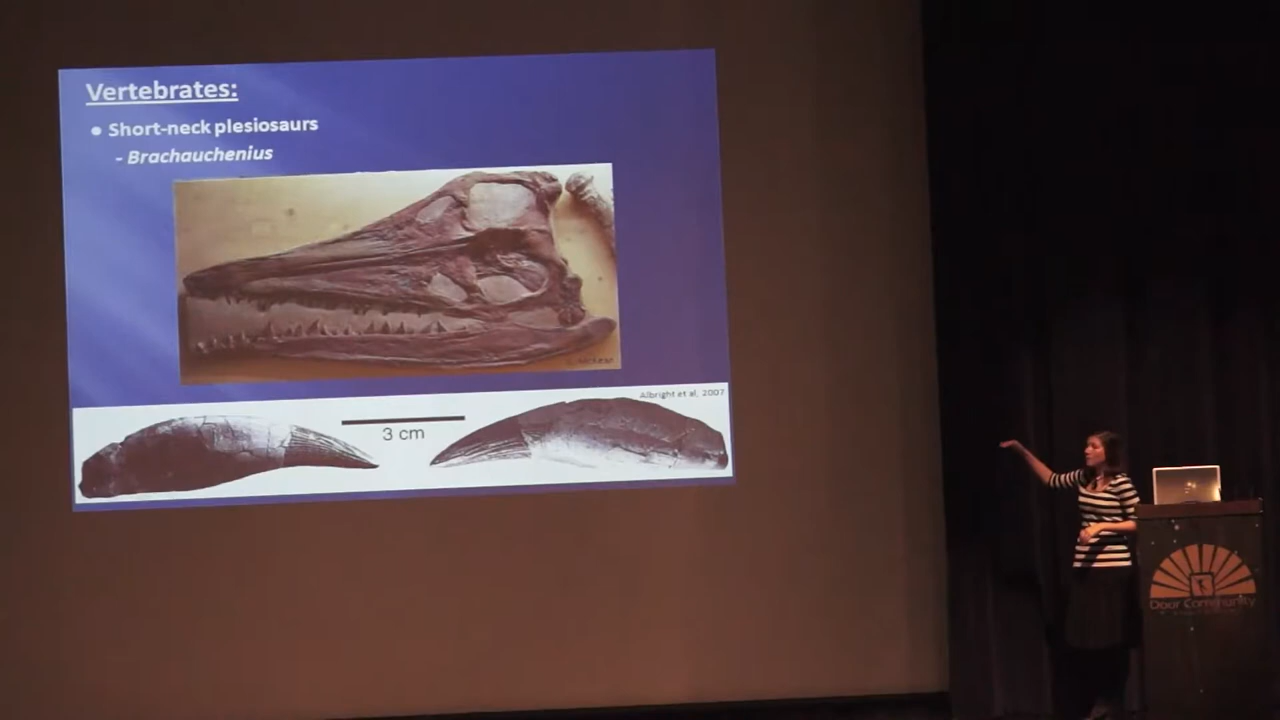 Vertebrates:
● Short-neck plesiosaurs
- Brachauchenius
Albright et al, 2007
3 cm
Door Community